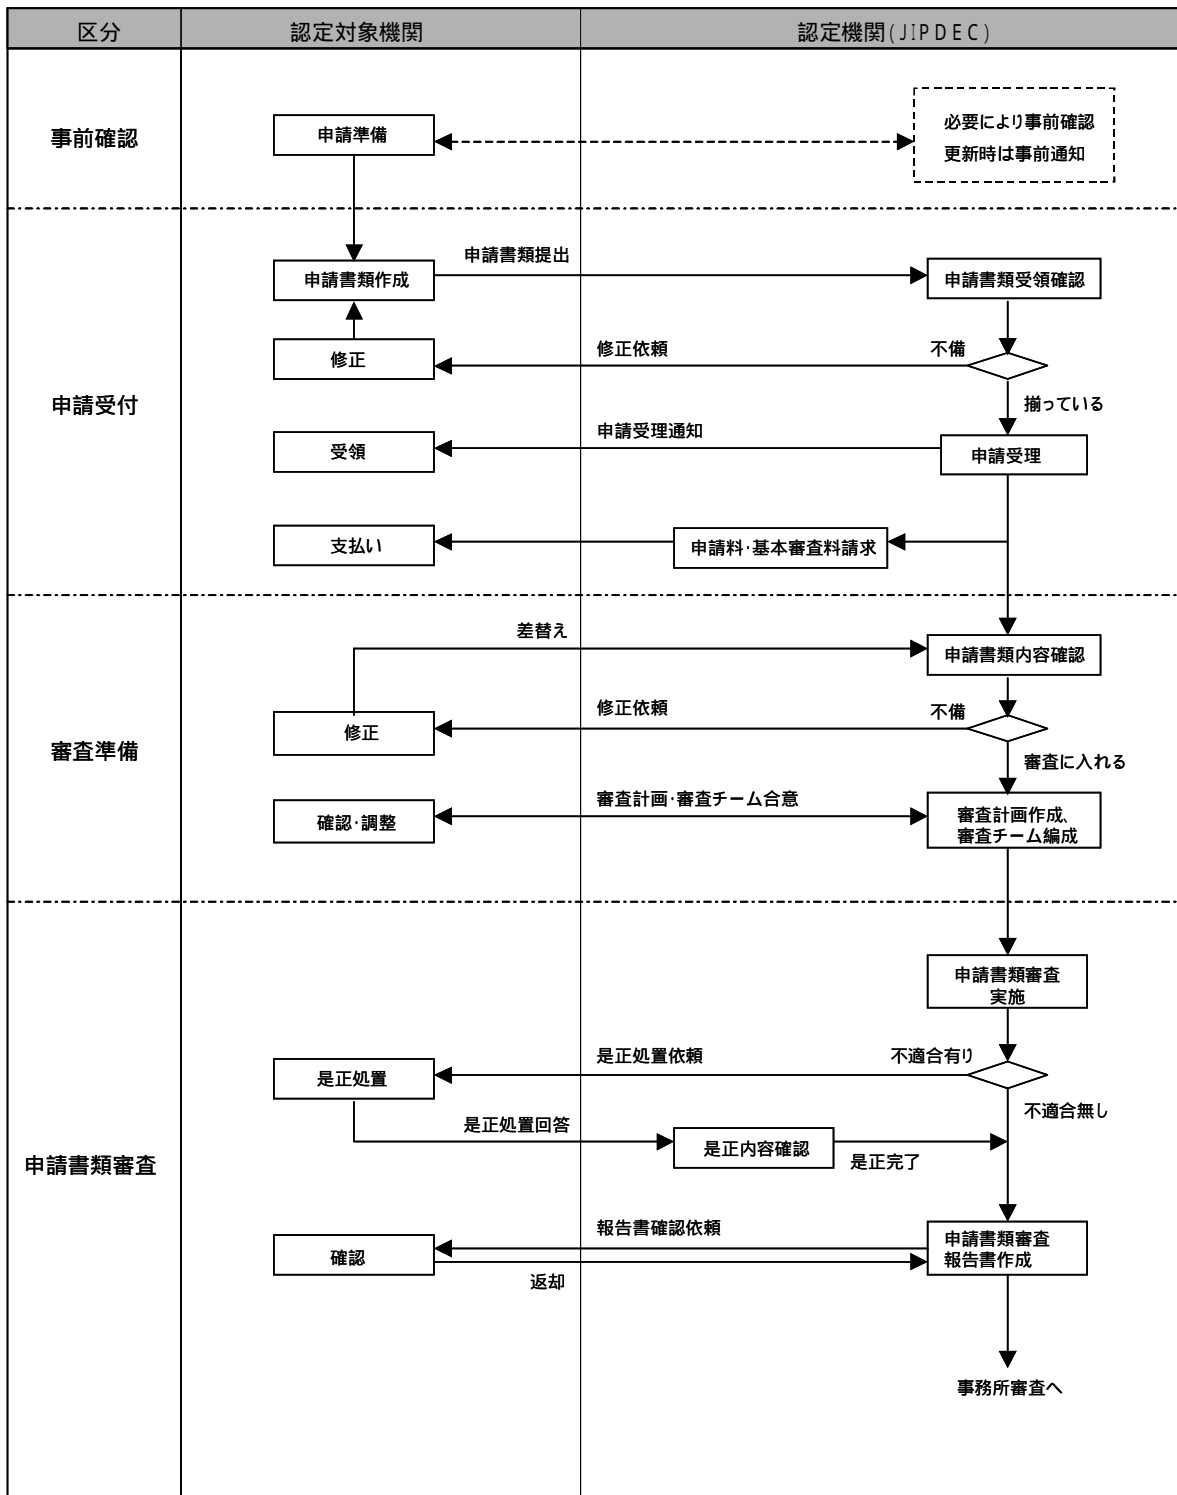 区分
認定対象機関
認定機関(JIPDEC)
事前確認
申請準備
必要により事前確認
更新時は事前通知
申請受付
申請書類作成
申請書類提出
申請書類受領確認
修正
修正依頼
不備
揃っている
受領
申請受理通知
申請受理
支払い
申請料・基本審査料請求
審査準備
差替え
申請書類内容確認
修正
修正依頼
不備
審査に入れる
確認・調整
審査計画・審査チーム合意
審査計画作成、
審査チーム編成
申請書類審査
申請書類審査
実施
是正処置
是正処置依頼
不適合有り
不適合無し
是正処置回答
是正内容確認
是正完了
確認
報告書確認依頼
返却
申請書類審査
報告書作成
事務所審査へ